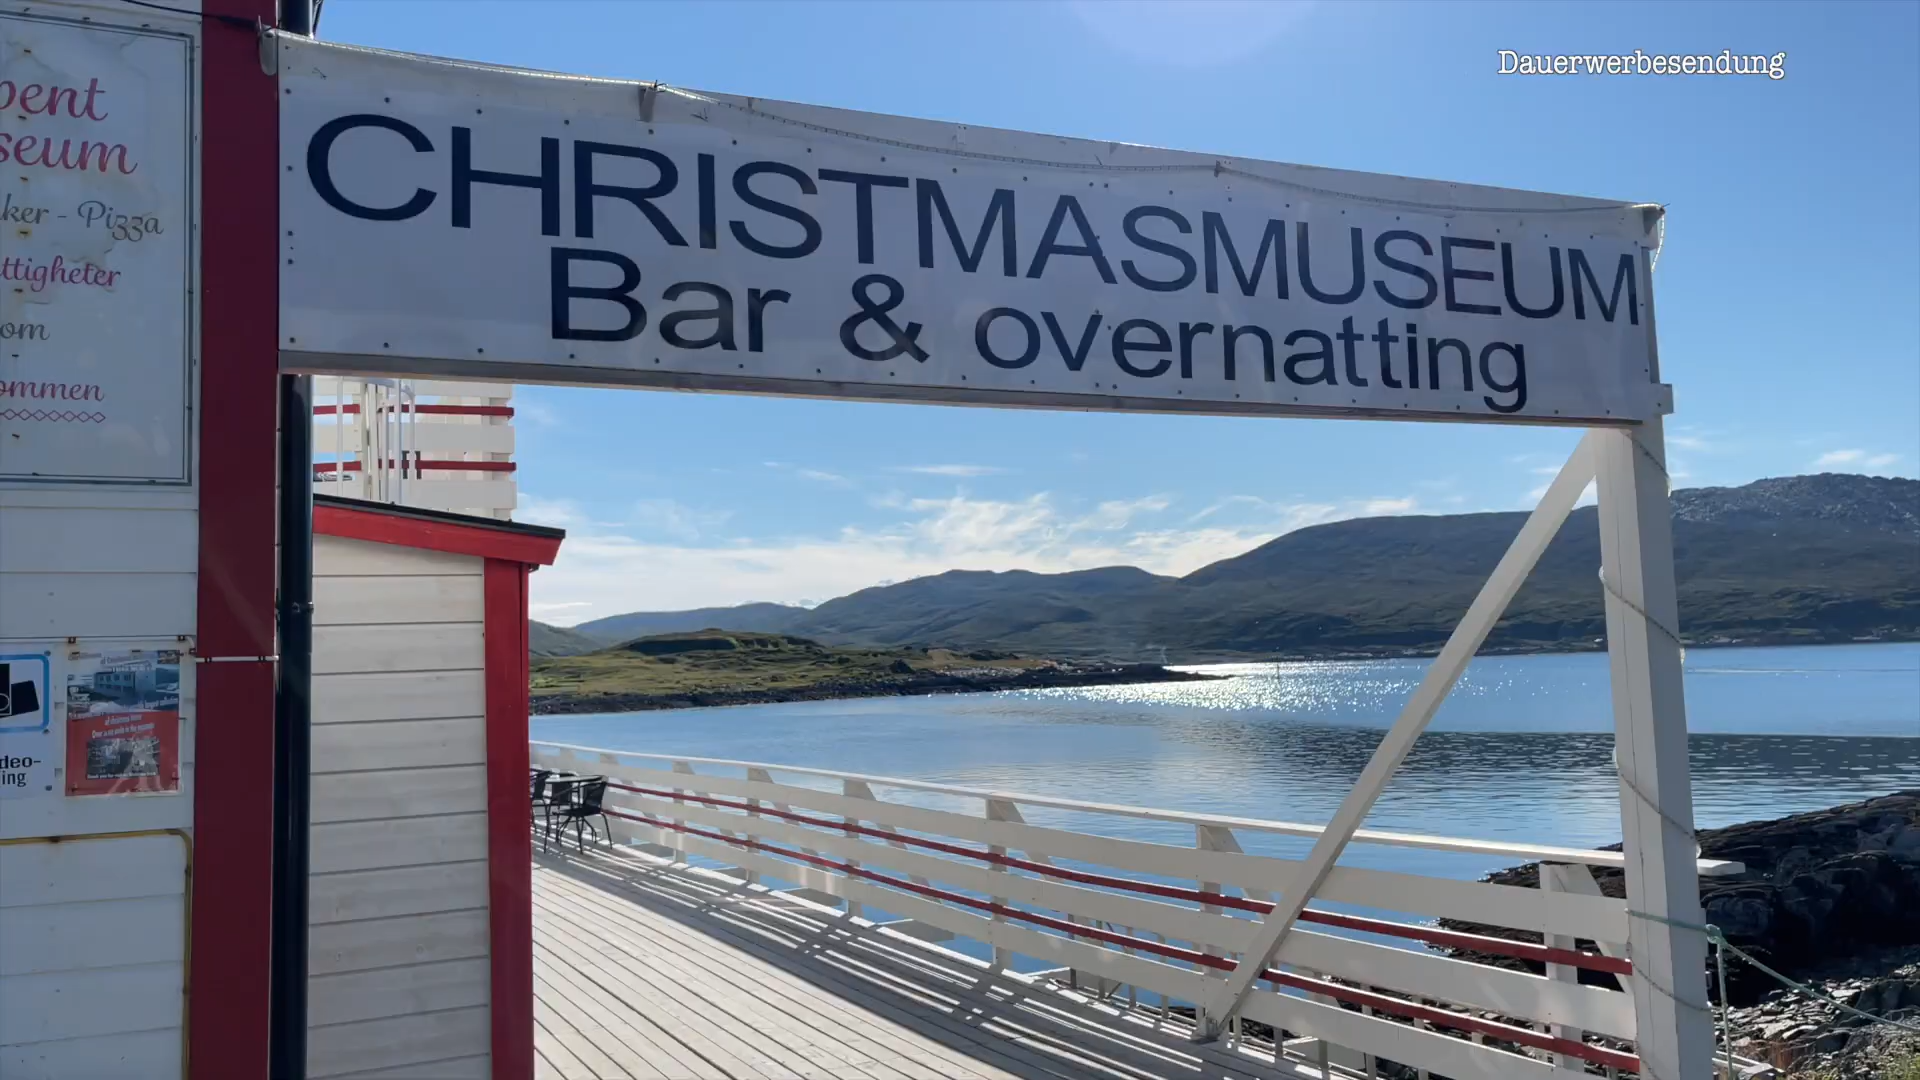 Dauerwerbesendung
CHRISTMASMUSEUM
Bar & overnatting
pent
seum
ker - Pizza
ttigheter
om
ommen
deo-
ing